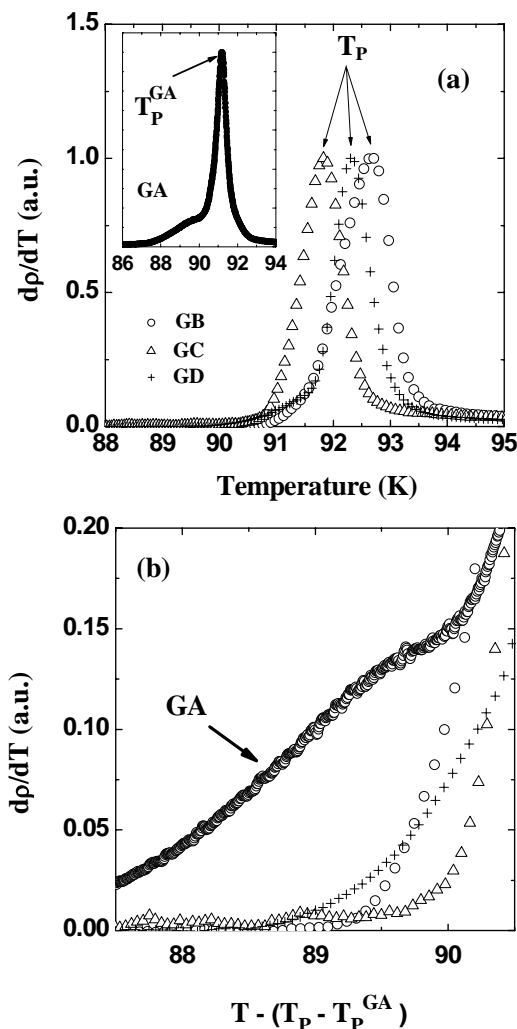 1.5
1.0
0.5
0.0
dρ/dT (a.u.)
T_P^GA
GA
86 88 90 92 94
T_P
(a)
GB
GC
GD
88 89 90 91 92 93 94 95
Temperature (K)
0.20
0.15
0.10
0.05
0.00
dρ/dT (a.u.)
(b)
GA
88 89 90
T - (T_P - T_P^GA)